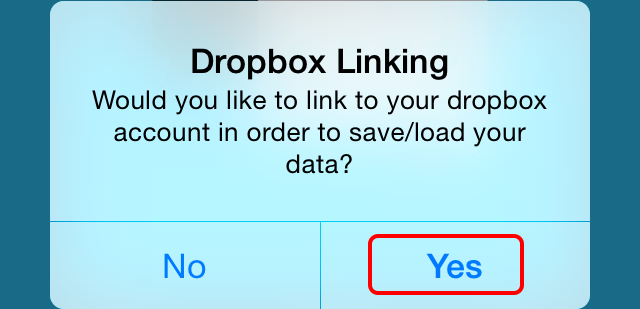 Dropbox Linking
Would you like to link to your dropbox
account in order to save/load your
data?
No
Yes